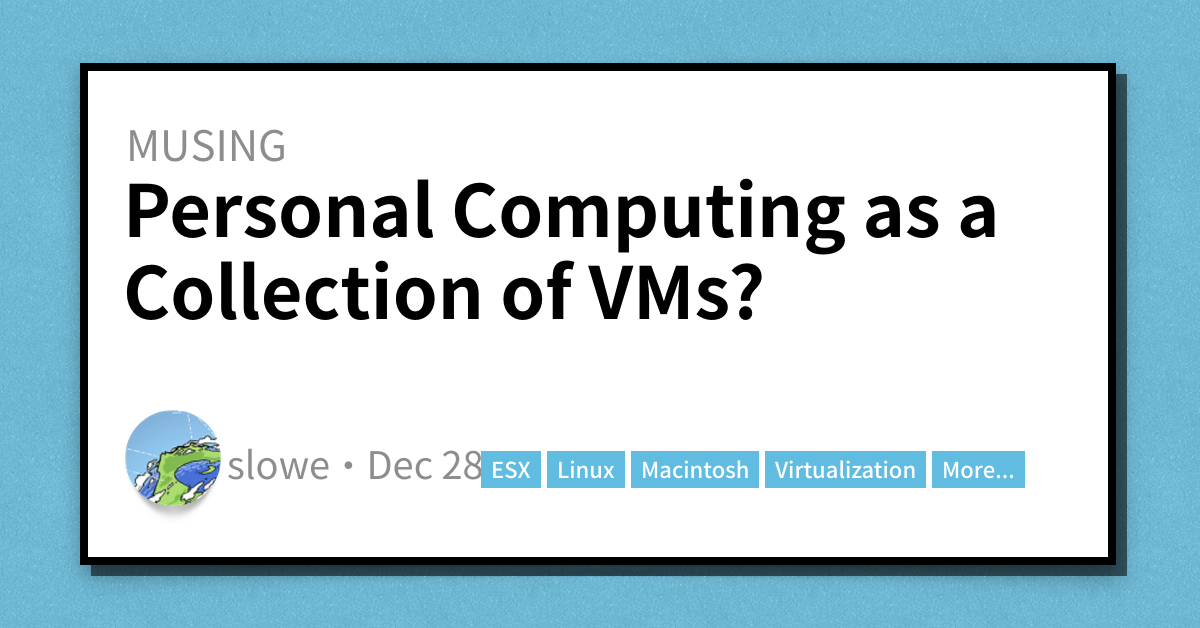 MUSING
Personal Computing as a
Collection of VMs?
slowe • Dec 28 ESX Linux Macintosh Virtualization More...